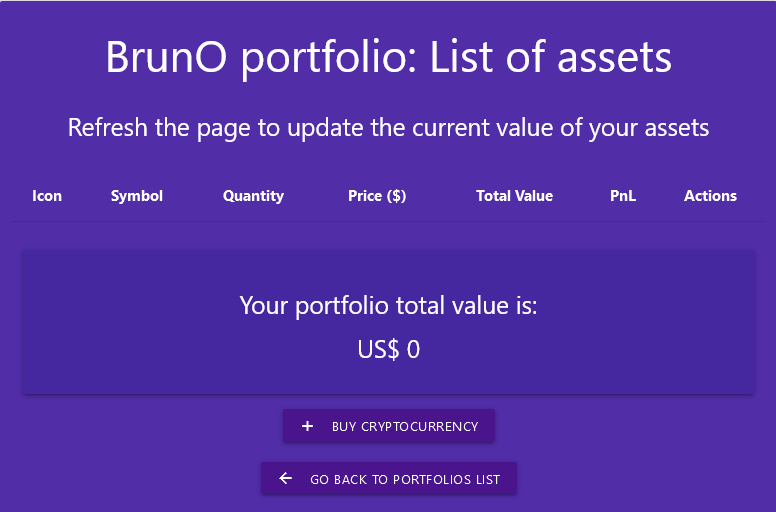 BrunO portfolio: List of assets
Refresh the page to update the current value of your assets
Icon Symbol Quantity Price ($) Total Value PnL Actions
Your portfolio total value is:
US$ 0
BUY CRYPTOCURRENCY
GO BACK TO PORTFOLIOS LIST